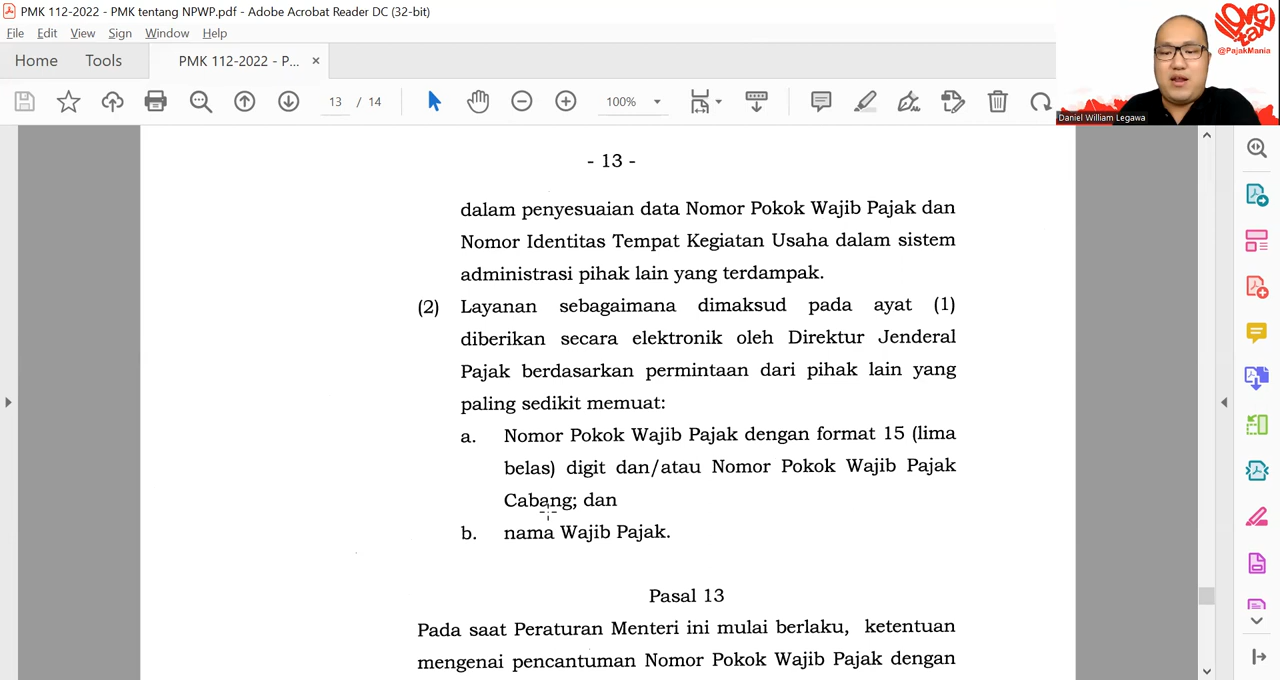 PMK 112-2022 - PMK tentang NPWP.pdf - Adobe Acrobat Reader DC (32-bit)
File Edit View Sign Window Help
Home Tools PMK 112-2022 - P... ×
13 / 14 100%
I love tax
@PajakMania
Daniel William Legawa
- 13 -
dalam penyesuaian data Nomor Pokok Wajib Pajak dan
Nomor Identitas Tempat Kegiatan Usaha dalam sistem
administrasi pihak lain yang terdampak.
(2) Layanan sebagaimana dimaksud pada ayat (1)
diberikan secara elektronik oleh Direktur Jenderal
Pajak berdasarkan permintaan dari pihak lain yang
paling sedikit memuat:
a. Nomor Pokok Wajib Pajak dengan format 15 (lima
belas) digit dan/atau Nomor Pokok Wajib Pajak
Cabang; dan
b. nama Wajib Pajak.
Pasal 13
Pada saat Peraturan Menteri ini mulai berlaku, ketentuan
mengenai pencantuman Nomor Pokok Wajib Pajak dengan